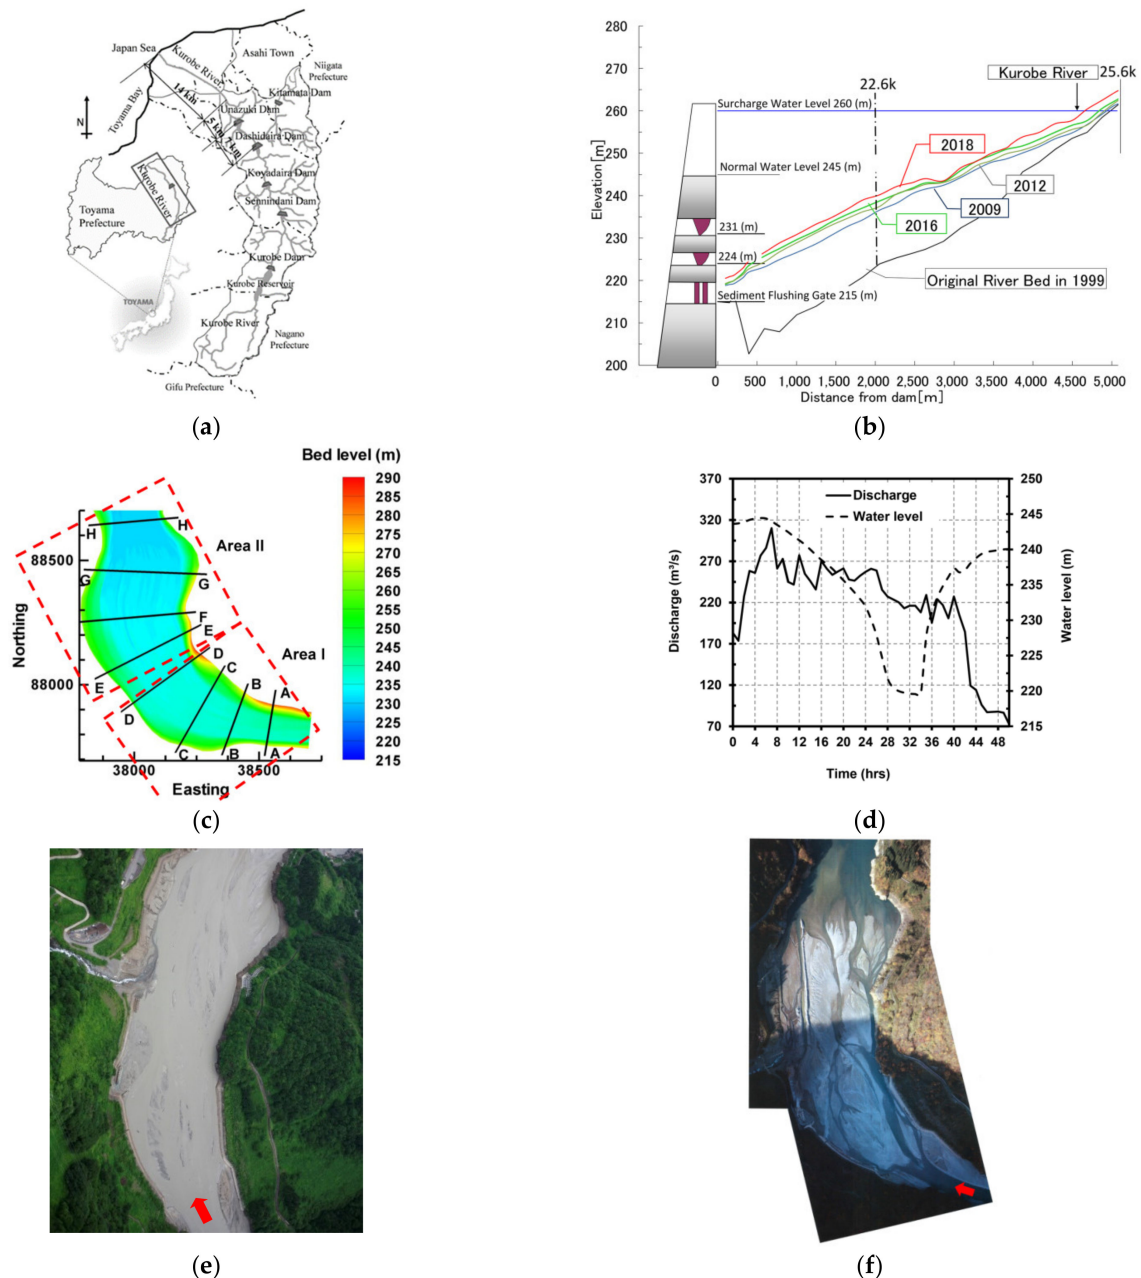 Japan Sea
Kurobe River
Asahi Town
Niigata
Prefecture
Toyama Bay
14 km
Kitamata Dam
Unazuki Dam
N
5 km
Dashidaira Dam
7 km
Koyadaira Dam
Kurobe River
Sennindani Dam
Toyama
Prefecture
Kurobe Dam
Kurobe Reservoir
TOYAMA
Kurobe River
Nagano
Prefecture
Gifu Prefecture
(a)
280
270
260
250
240
230
220
210
200
Elevation[m]
Kurobe River
25.6k
22.6k
Surcharge Water Level 260 (m)
2018
Normal Water Level 245 (m)
2012
2009
2016
231 (m)
224 (m)
Original River Bed in 1999
Sediment Flushing Gate 215 (m)
0 500 1,000 1,500 2,000 2,500 3,000 3,500 4,000 4,500 5,000
Distance from dam[m]
(b)
Bed level (m)
290
285
280
275
270
265
260
255
250
245
240
235
230
225
220
215
H H
Area II
88500
G G
F
E
Area I
D
C
B
A
Northing
88000
E
D
C B A
38000 38500
Easting
(c)
370
320
270
220
170
120
70
Discharge (m³/s)
Discharge
Water level
250
245
240
235
230
225
220
215
Water level (m)
0 4 8 12 16 20 24 28 32 36 40 44 48
Time (hrs)
(d)
(e)
(f)